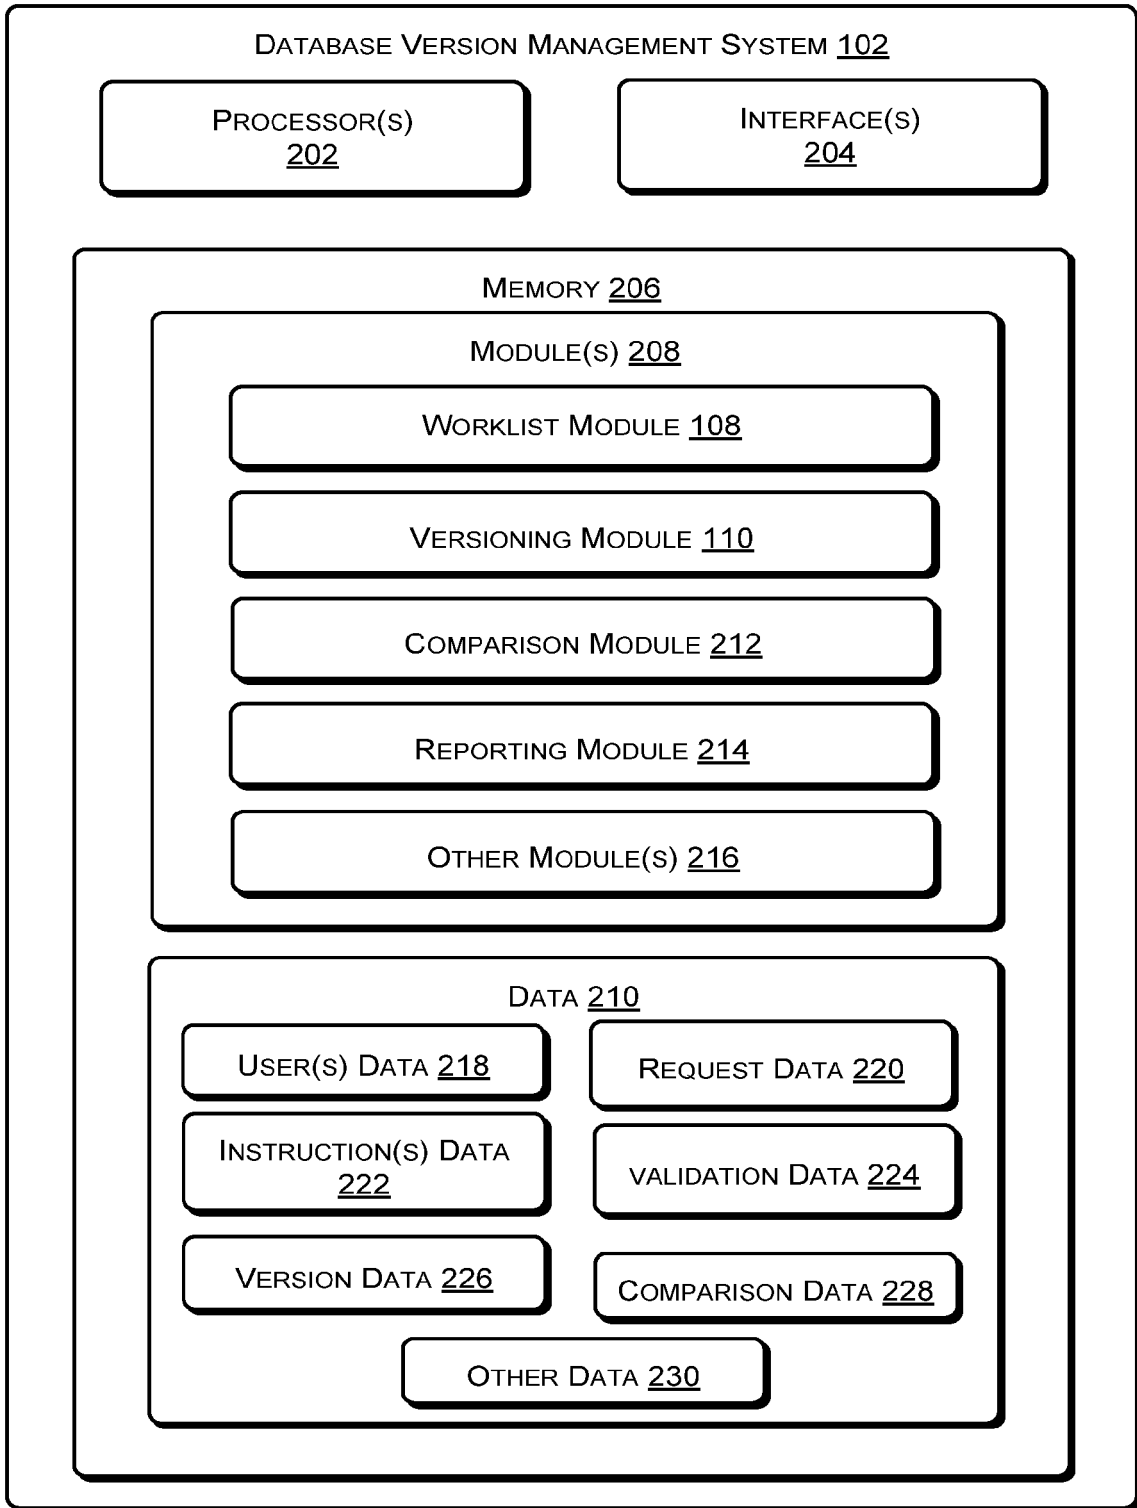 DATABASE VERSION MANAGEMENT SYSTEM 102
PROCESSOR(S)
202
INTERFACE(S)
204
MEMORY 206
MODULE(S) 208
WORKLIST MODULE 108
VERSIONING MODULE 110
COMPARISON MODULE 212
REPORTING MODULE 214
OTHER MODULE(S) 216
DATA 210
USER(S) DATA 218
REQUEST DATA 220
INSTRUCTION(S) DATA
222
VALIDATION DATA 224
VERSION DATA 226
COMPARISON DATA 228
OTHER DATA 230